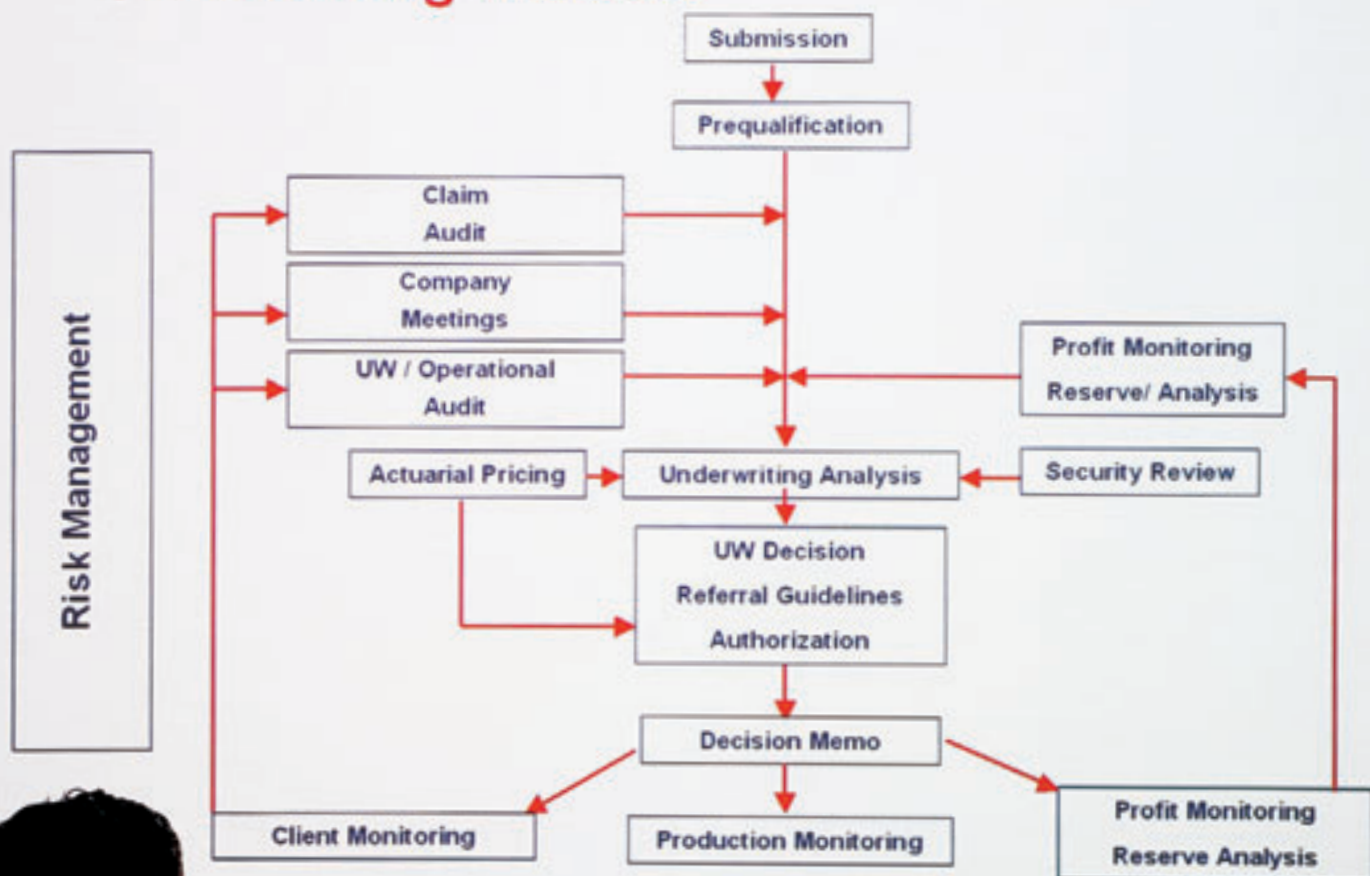 Submission
Prequalification
Claim
Audit
Company
Meetings
UW / Operational
Audit
Profit Monitoring
Reserve/ Analysis
Risk Management
Actuarial Pricing
Underwriting Analysis
Security Review
UW Decision
Referral Guidelines
Authorization
Decision Memo
Client Monitoring
Production Monitoring
Profit Monitoring
Reserve Analysis